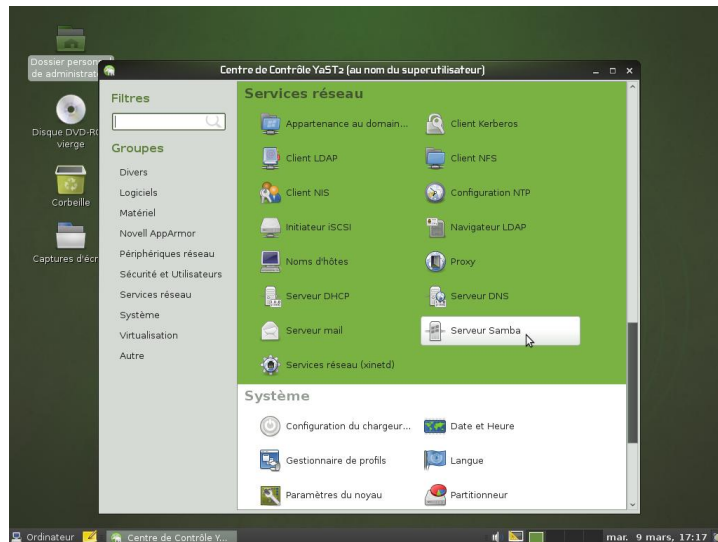 Dossier person
de administrat
Disque DVD-R
vierge
Corbeille
Captures d'écr
Centre de Contrôle YaST2 (au nom du superutilisateur)
Filtres
Groupes
Divers
Logiciels
Matériel
Novell AppArmor
Périphériques réseau
Sécurité et Utilisateurs
Services réseau
Système
Virtualisation
Autre
Services réseau
Appartenance au domain...
Client Kerberos
Client LDAP
Client NFS
Client NIS
Configuration NTP
Initiateur iSCSI
Navigateur LDAP
Noms d'hôtes
Proxy
Serveur DHCP
Serveur DNS
Serveur mail
Serveur Samba
Services réseau (xinetd)
Système
Configuration du chargeur...
Date et Heure
Gestionnaire de profils
Langue
Paramètres du noyau
Partitionneur
Ordinateur
Centre de Contrôle Y...
mar. 9 mars, 17:17